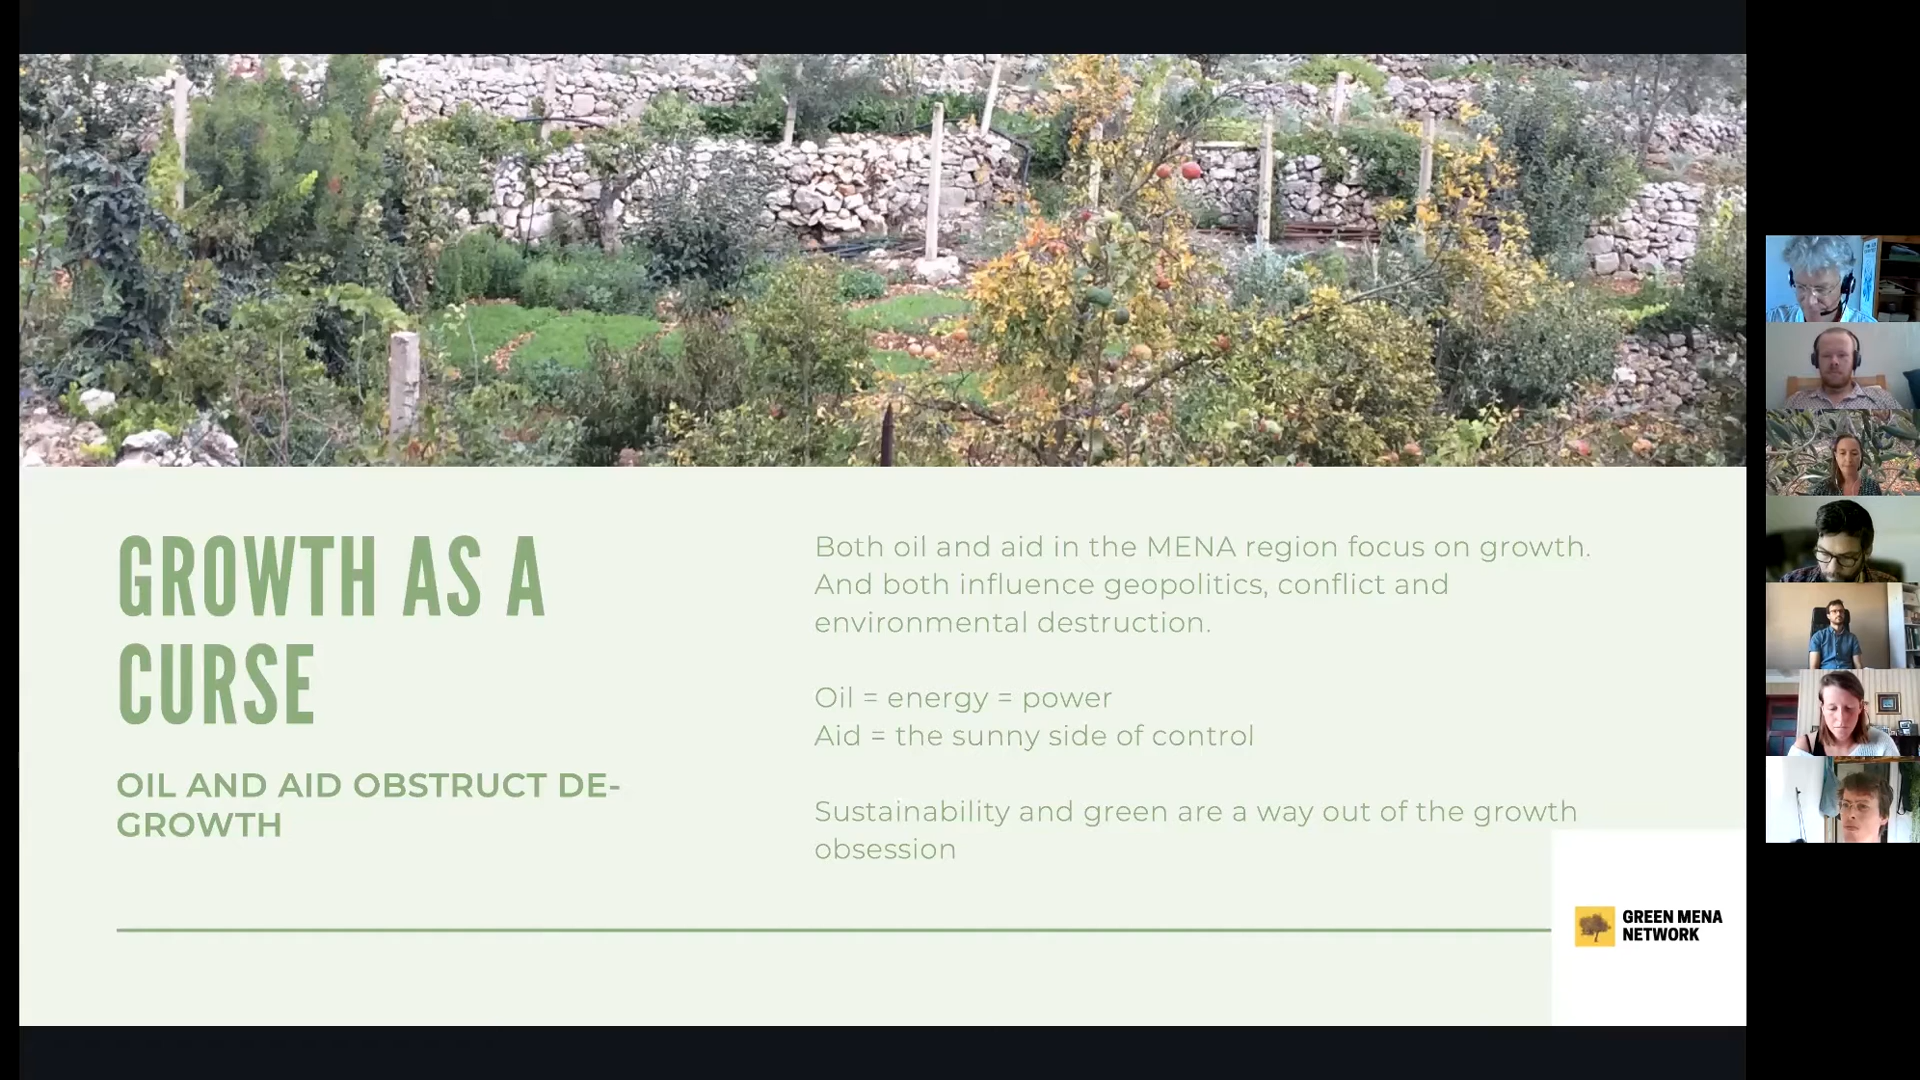 GROWTH AS A
CURSE
OIL AND AID OBSTRUCT DE-
GROWTH
Both oil and aid in the MENA region focus on growth.
And both influence geopolitics, conflict and
environmental destruction.
Oil = energy = power
Aid = the sunny side of control
Sustainability and green are a way out of the growth
obsession
GREEN MENA
NETWORK